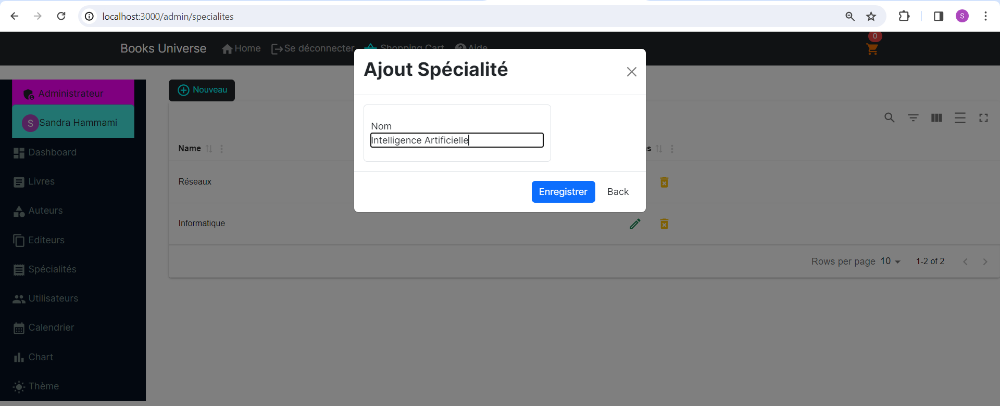 localhost:3000/admin/specialites
S
Books Universe Home Se déconnecter Shopping Cart Aide 0
Ajout Spécialité
Administrateur
S Sandra Hammami
Nouveau
Nom
Intelligence Artificielle
Dashboard
Name
Livres
Réseaux
Enregistrer Back
Auteurs
Informatique
Editeurs
Rows per page 10 1-2 of 2
Spécialités
Utilisateurs
Calendrier
Chart
Thème